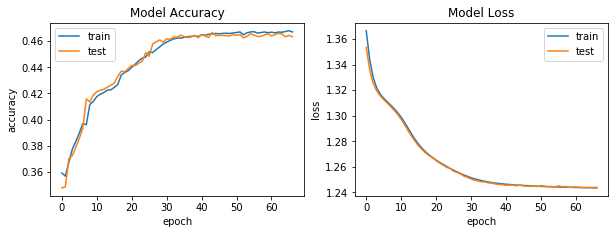 Model Accuracy
train
test
0.46
0.44
0.42
0.40
0.38
0.36
accuracy
0 10 20 30 40 50 60
epoch
Model Loss
train
test
1.36
1.34
1.32
1.30
1.28
1.26
1.24
loss
0 10 20 30 40 50 60
epoch